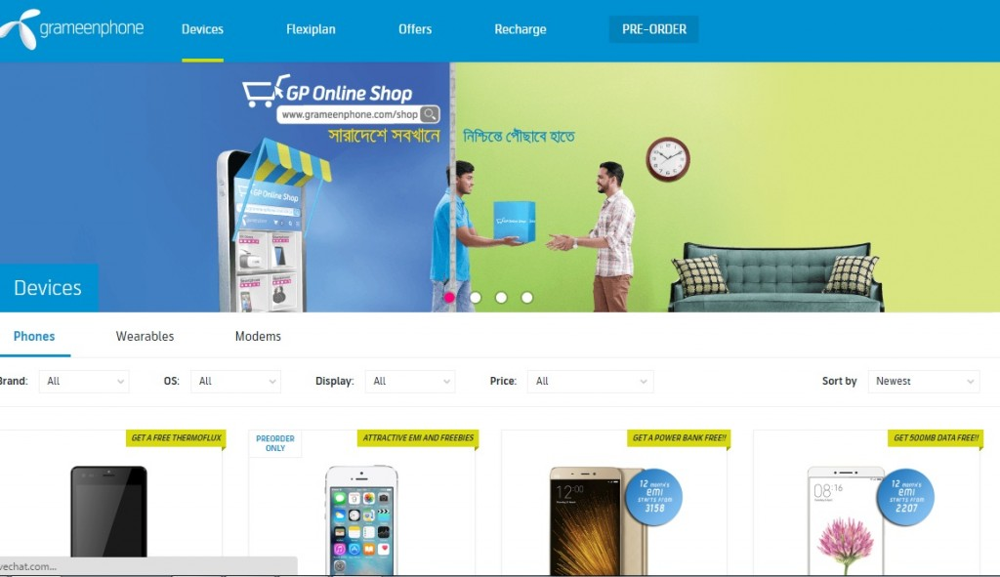 grameenphone
Devices
Flexiplan
Offers
Recharge
PRE-ORDER
GP Online Shop
www.grameenphone.com/shop
সারাদেশে সবখানে
নিশ্চিন্তে পৌঁছাবে হাতে
GP Online Shop
Devices
Phones
Wearables
Modems
Brand:
All
OS:
All
Display:
All
Price:
All
Sort by
Newest
GET A FREE THERMOFLUX
PREORDER
ONLY
ATTRACTIVE EMI AND FREEBIES
GET A POWER BANK FREE!!
12:00
12 month's
emi
starts from
3158
GET 500MB DATA FREE!!
08:16
12 month's
emi
starts from
2207
vechat.com...